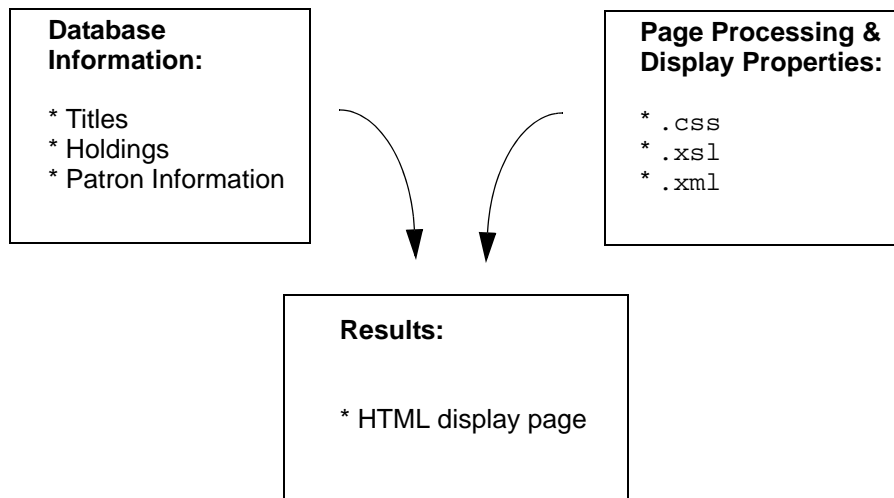 Database
Information:
* Titles
* Holdings
* Patron Information
Page Processing &
Display Properties:
* .css
* .xsl
* .xml
Results:
* HTML display page